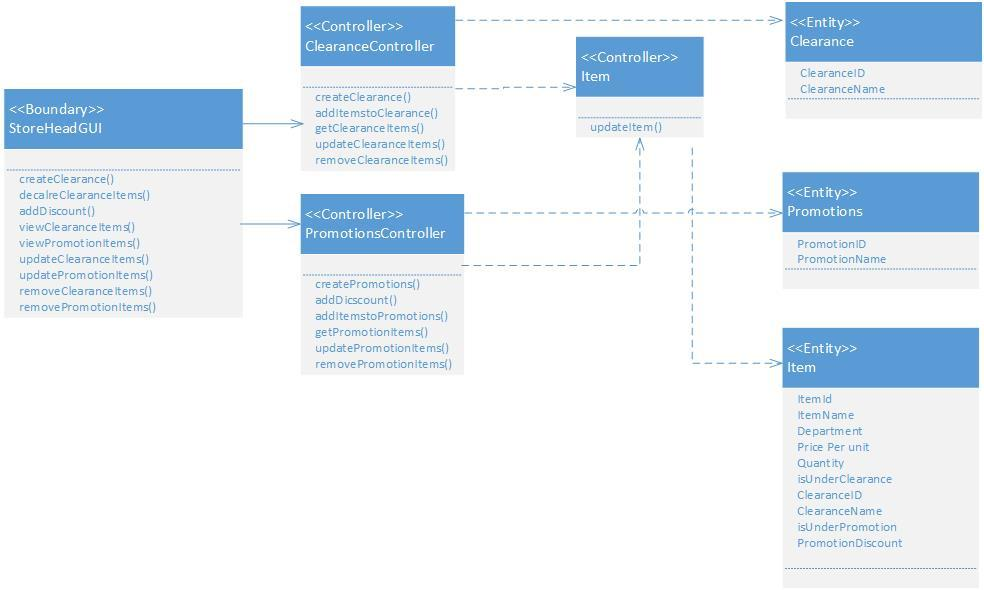 <<Boundary>>
StoreHeadGUI
createClearance()
decalreClearanceItems()
addDiscount()
viewClearanceItems()
viewPromotionItems()
updateClearanceItems()
updatePromotionItems()
removeClearanceItems()
removePromotionItems()
<<Controller>>
ClearanceController
createClearance()
addItemstoClearance()
getClearanceItems()
updateClearanceItems()
removeClearanceItems()
<<Controller>>
PromotionsController
createPromotions()
addDicscount()
addItemstoPromotions()
getPromotionItems()
updatePromotionItems()
removePromotionItems()
<<Controller>>
Item
updateItem()
<<Entity>>
Clearance
ClearanceID
ClearanceName
<<Entity>>
Promotions
PromotionID
PromotionName
<<Entity>>
Item
ItemId
ItemName
Department
Price Per unit
Quantity
isUnderClearance
ClearanceID
ClearanceName
isUnderPromotion
PromotionDiscount